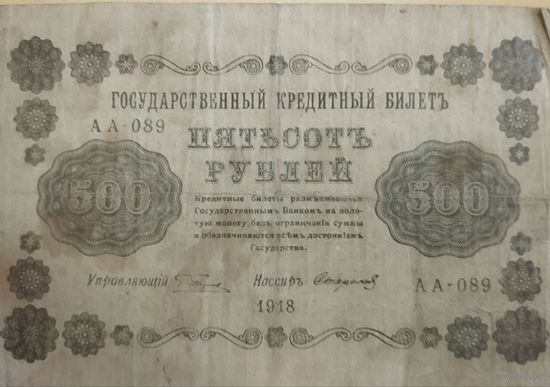 ГОСУДАРСТВЕННЫЙ КРЕДИТНЫЙ БИЛЕТЪ
АА-089
ПЯТЬСОТЪ
РУБЛЕЙ
500
500
Кредитные билеты размѣниваются
Государственнымъ Банкомъ на золо-
тую монету безъ ограниченія суммы
и обезпечиваются всѣмъ достояніемъ
Государства.
Управляющій
Кассиръ
АА-089
1918